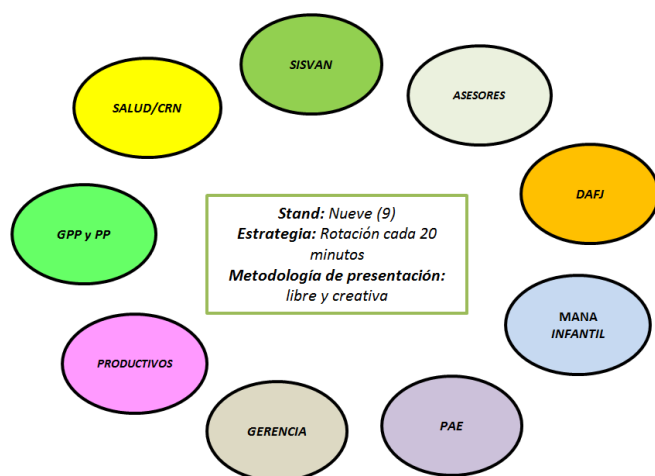 SISVAN
ASESORES
SALUD/CRN
DAFJ
GPP y PP
Stand: Nueve (9)
Estrategia: Rotación cada 20
minutos
Metodología de presentación:
libre y creativa
MANA
INFANTIL
PRODUCTIVOS
GERENCIA
PAE